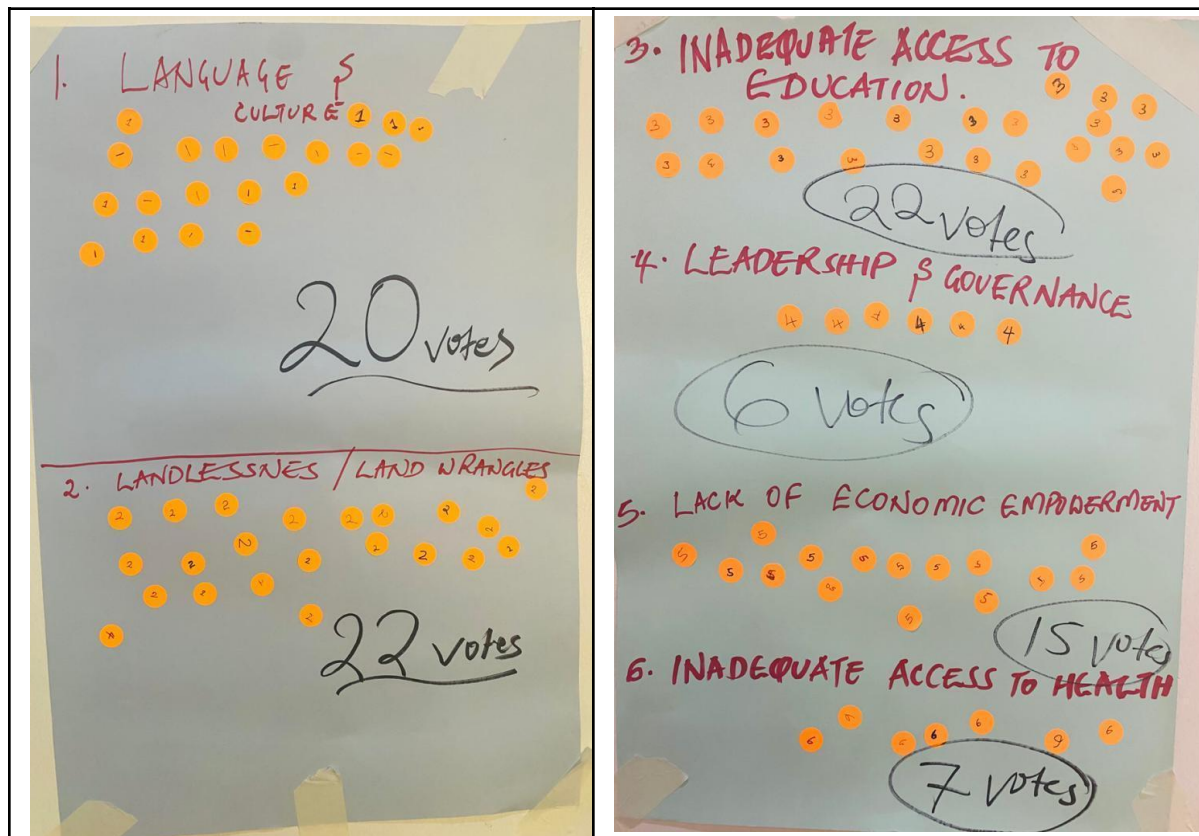 1. LANGUAGE &
CULTURE
20 votes
2. LANDLESSNES / LAND WRANGLES
22 votes
3. INADEQUATE ACCESS TO
EDUCATION.
22 votes
4. LEADERSHIP & GOVERNANCE
6 votes
5. LACK OF ECONOMIC EMPOWERMENT
15 votes
6. INADEQUATE ACCESS TO HEALTH
7 votes